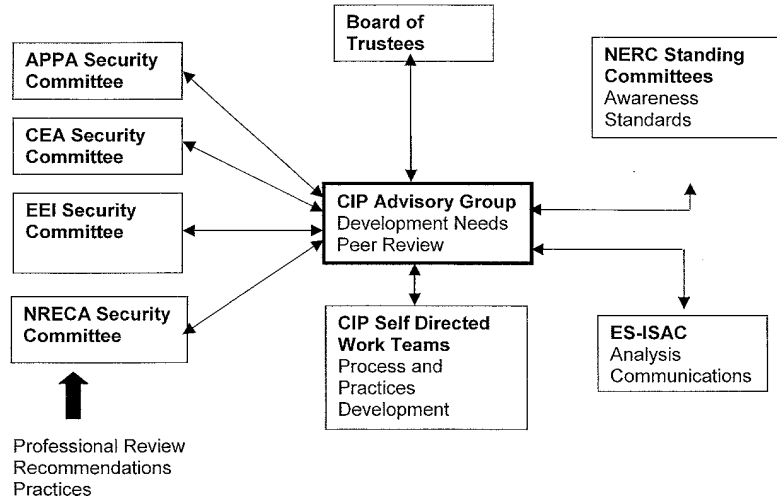 Board of
Trustees
APPA Security
Committee
CEA Security
Committee
EEI Security
Committee
NRECA Security
Committee
Professional Review
Recommendations
Practices
CIP Advisory Group
Development Needs
Peer Review
CIP Self Directed
Work Teams
Process and
Practices
Development
NERC Standing
Committees
Awareness
Standards
ES-ISAC
Analysis
Communications